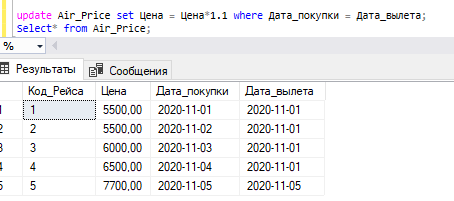 update Air_Price set Цена = Цена*1.1 where Дата_покупки = Дата_вылета;
Select* from Air_Price;
%
Результаты Сообщения
Код_Рейса Цена Дата_покупки Дата_вылета
1 1 5500,00 2020-11-01 2020-11-01
2 2 5500,00 2020-11-02 2020-11-01
3 3 6000,00 2020-11-03 2020-11-01
4 4 6500,00 2020-11-04 2020-11-01
5 5 7700,00 2020-11-05 2020-11-05